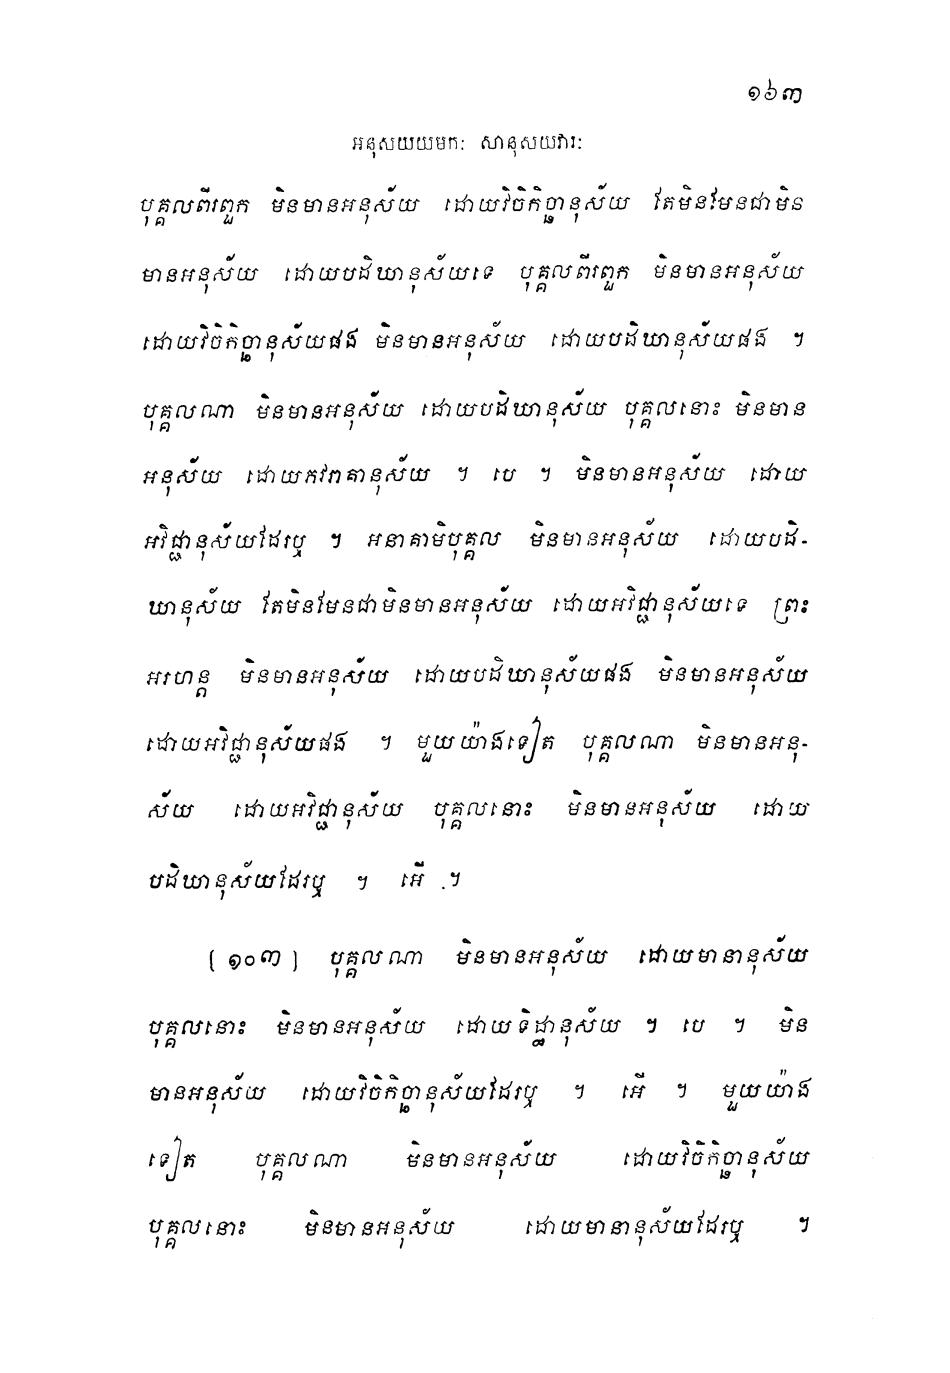 ១៦៣
អនុសយយមកៈ សានុសយវារៈ
បុគ្គលពីរពួក មិនមានអនុស័យ ដោយវិចិកិច្ឆានុស័យ តែមិនមែនជាមិន
មានអនុស័យ ដោយបដិឃានុស័យទេ បុគ្គលពីរពួក មិនមានអនុស័យ
ដោយវិចិកិច្ឆានុស័យផង មិនមានអនុស័យ ដោយបដិឃានុស័យផង ។
បុគ្គលណា មិនមានអនុស័យ ដោយបដិឃានុស័យ បុគ្គលនោះ មិនមាន
អនុស័យ ដោយភវរាគានុស័យ ។ បេ ។ មិនមានអនុស័យ ដោយ
អវិជ្ជានុស័យដែរឬ ។ អនាគាមិបុគ្គល មិនមានអនុស័យ ដោយបដិ-
ឃានុស័យ តែមិនមែនជាមិនមានអនុស័យ ដោយអវិជ្ជានុស័យទេ ព្រះ
អរហន្ត មិនមានអនុស័យ ដោយបដិឃានុស័យផង មិនមានអនុស័យ
ដោយអវិជ្ជានុស័យផង ។ មួយយ៉ាងទៀត បុគ្គលណា មិនមានអនុ-
ស័យ ដោយអវិជ្ជានុស័យ បុគ្គលនោះ មិនមានអនុស័យ ដោយ
បដិឃានុស័យដែរឬ ។ អើ ។
(១០៣) បុគ្គលណា មិនមានអនុស័យ ដោយមានានុស័យ
បុគ្គលនោះ មិនមានអនុស័យ ដោយទិដ្ឋានុស័យ ។ បេ ។ មិន
មានអនុស័យ ដោយវិចិកិច្ឆានុស័យដែរឬ ។ អើ ។ មួយយ៉ាង
ទៀត បុគ្គលណា មិនមានអនុស័យ ដោយវិចិកិច្ឆានុស័យ
បុគ្គលនោះ មិនមានអនុស័យ ដោយមានានុស័យដែរឬ ។